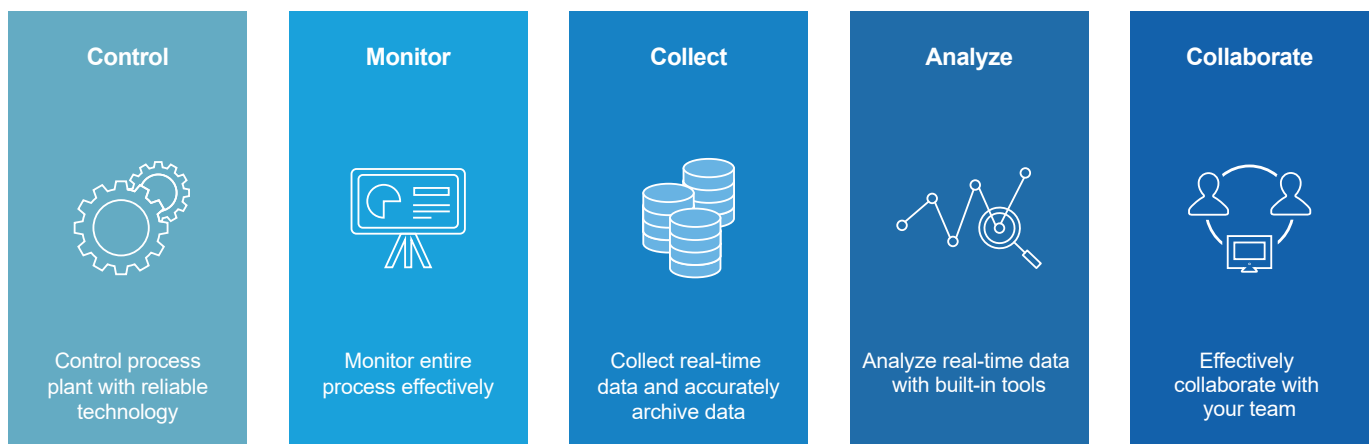 Control
Control process
plant with reliable
technology
Monitor
Monitor entire
process effectively
Collect
Collect real-time
data and accurately
archive data
Analyze
Analyze real-time data
with built-in tools
Collaborate
Effectively
collaborate with
your team